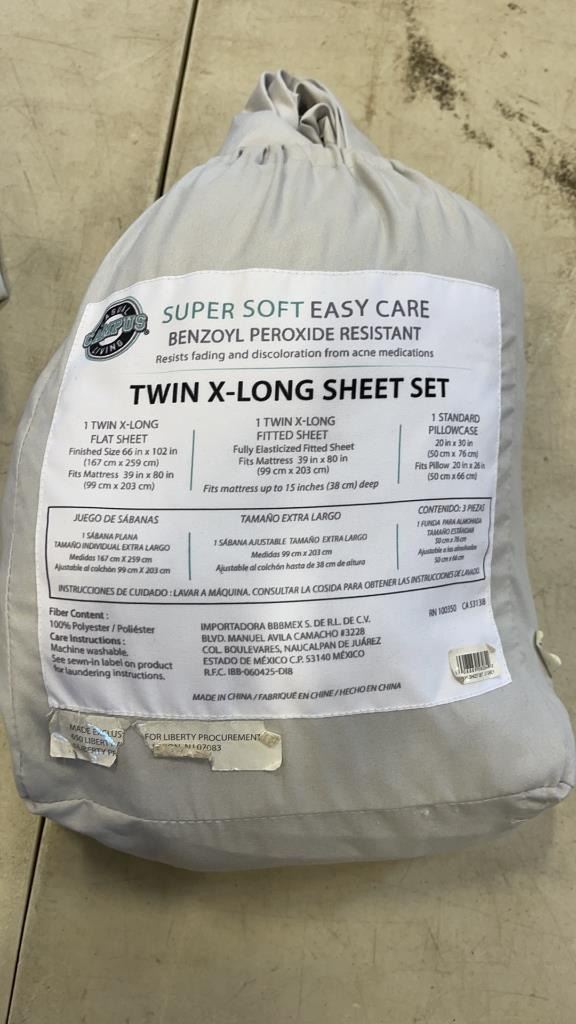 STUDIO LIVING
CAMPUS
SUPER SOFT EASY CARE
BENZOYL PEROXIDE RESISTANT
Resists fading and discoloration from acne medications
TWIN X-LONG SHEET SET
1 TWIN X-LONG
FLAT SHEET
Finished Size 66 in x 102 in
(167 cm x 259 cm)
Fits Mattress 39 in x 80 in
(99 cm x 203 cm)
1 TWIN X-LONG
FITTED SHEET
Fully Elasticized Fitted Sheet
Fits Mattress 39 in x 80 in
(99 cm x 203 cm)
Fits mattress up to 15 inches (38 cm) deep
1 STANDARD
PILLOWCASE
20 in x 30 in
(50 cm x 76 cm)
Fits Pillow 20 in x 26 in
(50 cm x 66 cm)
JUEGO DE SÁBANAS
1 SÁBANA PLANA
TAMAÑO INDIVIDUAL EXTRA LARGO
Medidas 167 cm X 259 cm
Ajustable al colchón 99 cm X 203 cm
TAMAÑO EXTRA LARGO
1 SÁBANA AJUSTABLE TAMAÑO EXTRA LARGO
Medidas 99 cm x 203 cm
Ajustable al colchón hasta de 38 cm de altura
CONTENIDO: 3 PIEZAS
1 FUNDA PARA ALMOHADA
TAMAÑO ESTÁNDAR
50 cm x 76 cm
Ajustable a las almohadas
50 cm x 66 cm
INSTRUCCIONES DE CUIDADO : LAVAR A MÁQUINA. CONSULTAR LA COSIDA PARA OBTENER LAS INSTRUCCIONES DE LAVADO.
Fiber Content :
100% Polyester / Poliéster
Care Instructions :
Machine washable.
See sewn-in label on product
for laundering instructions.
IMPORTADORA BBBMEX S. DE R.L. DE C.V.
BLVD. MANUEL AVILA CAMACHO #3228
COL. BOULEVARES, NAUCALPAN DE JUÁREZ
ESTADO DE MÉXICO C.P. 53140 MÉXICO
R.F.C. IBB-060425-DI8
RN 100350 CA 53138
MADE IN CHINA / FABRIQUÉ EN CHINE / HECHO EN CHINA
MADE EXCLUS FOR LIBERTY PROCUREMENT
650 LIBERTY
07083